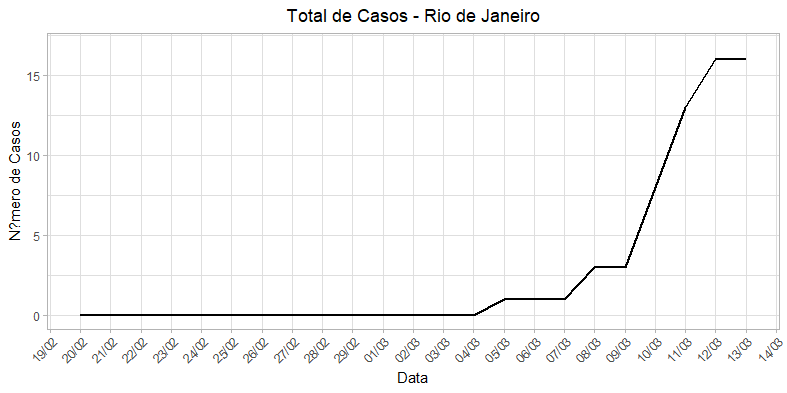 Total de Casos - Rio de Janeiro
N?mero de Casos
15
10
5
0
19/02 20/02 21/02 22/02 23/02 24/02 25/02 26/02 27/02 28/02 29/02 01/03 02/03 03/03 04/03 05/03 06/03 07/03 08/03 09/03 10/03 11/03 12/03 13/03 14/03
Data